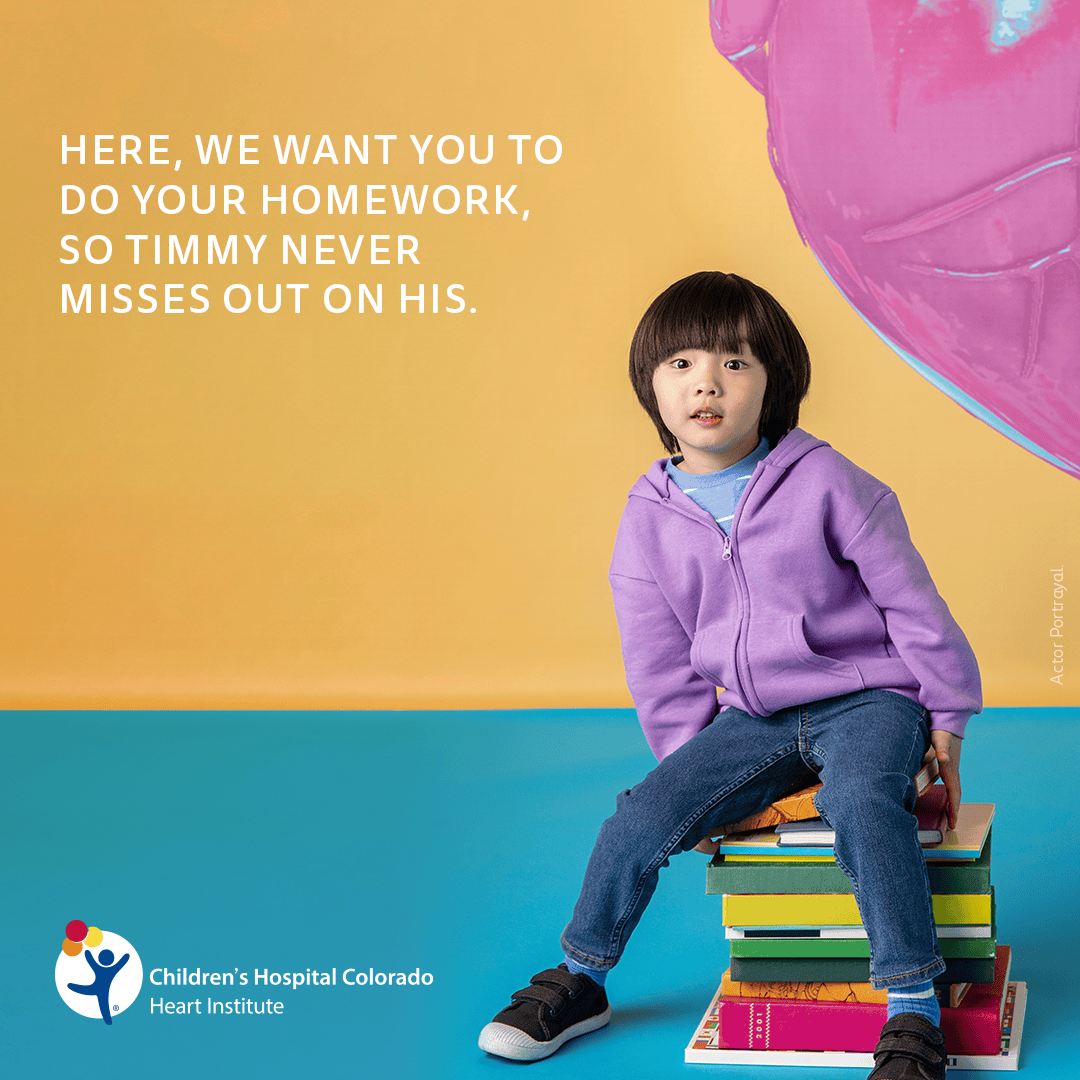 HERE, WE WANT YOU TO
DO YOUR HOMEWORK,
SO TIMMY NEVER
MISSES OUT ON HIS.
Actor Portrayal.
2001
Children's Hospital Colorado
Heart Institute
®